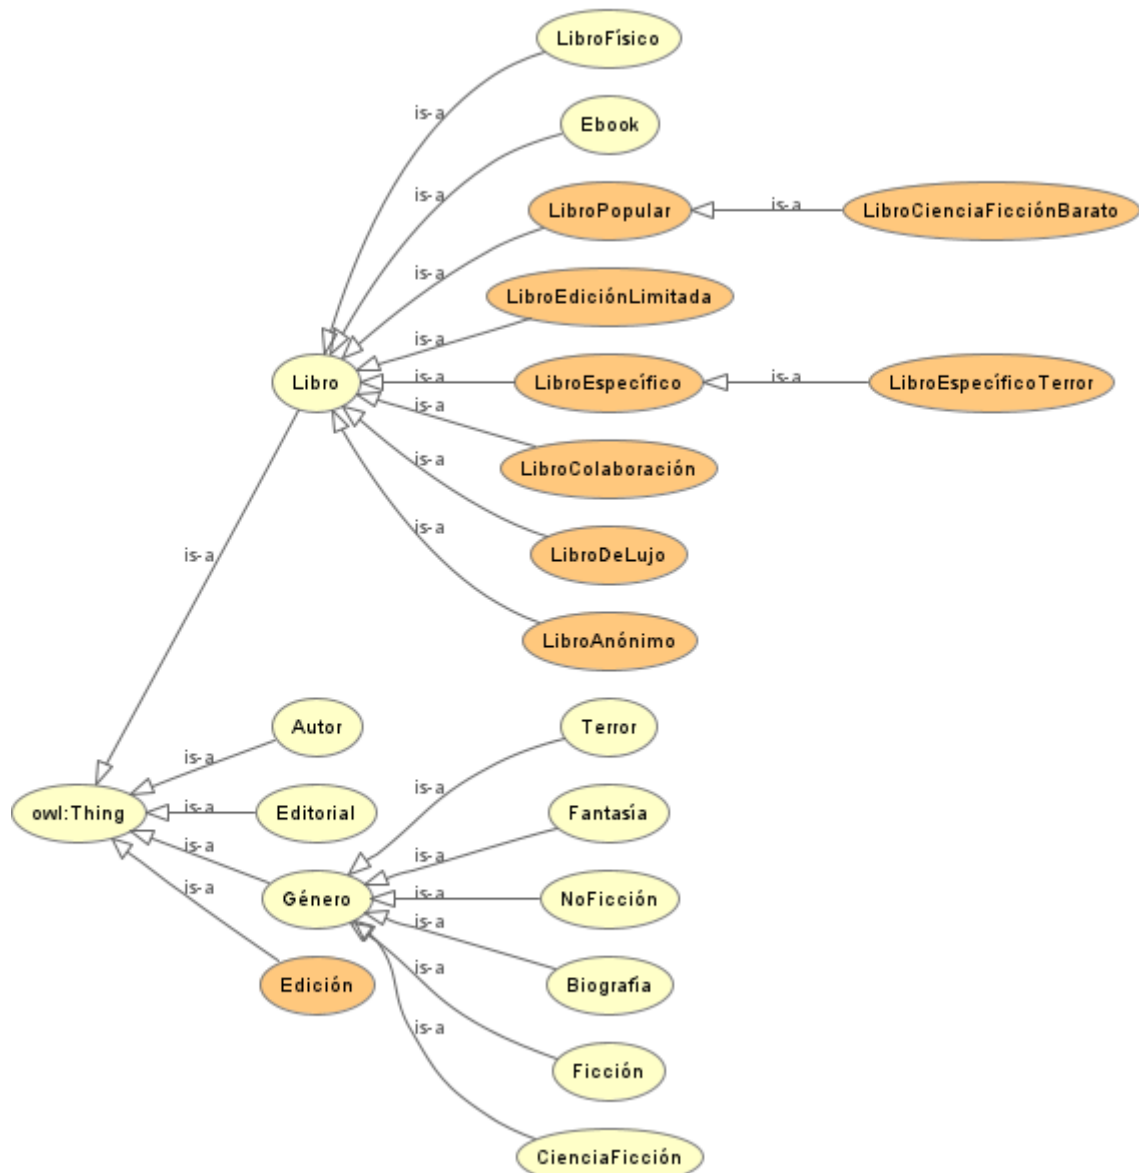 LibroFísico
is-a
Ebook
is-a
LibroPopular
is-a
LibroCienciaFicciónBarato
is-a
LibroEdiciónLimitada
is-a
Libro
is-a
LibroEspecífico
is-a
LibroEspecíficoTerror
is-a
LibroColaboración
is-a
LibroDeLujo
is-a
is-a
LibroAnónimo
Autor
Terror
is-a
is-a
owl:Thing
is-a
Editorial
Fantasía
is-a
is-a
is-a
Género
is-a
NoFicción
is-a
Edición
is-a
Biografía
is-a
Ficción
CienciaFicción